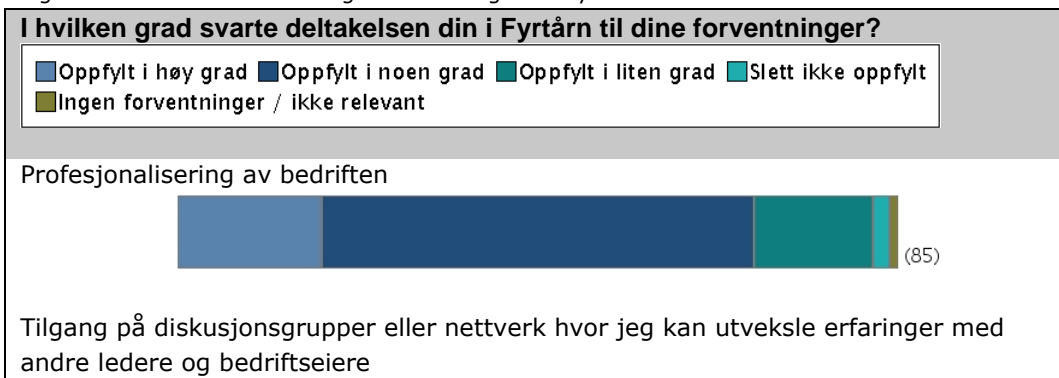 I hvilken grad svarte deltakelsen din i Fyrtårn til dine forventninger?
Oppfylt i høy grad Oppfylt i noen grad Oppfylt i liten grad Slett ikke oppfylt
Ingen forventninger / ikke relevant
Profesjonalisering av bedriften
(85)
Tilgang på diskusjonsgrupper eller nettverk hvor jeg kan utveksle erfaringer med
andre ledere og bedriftseiere